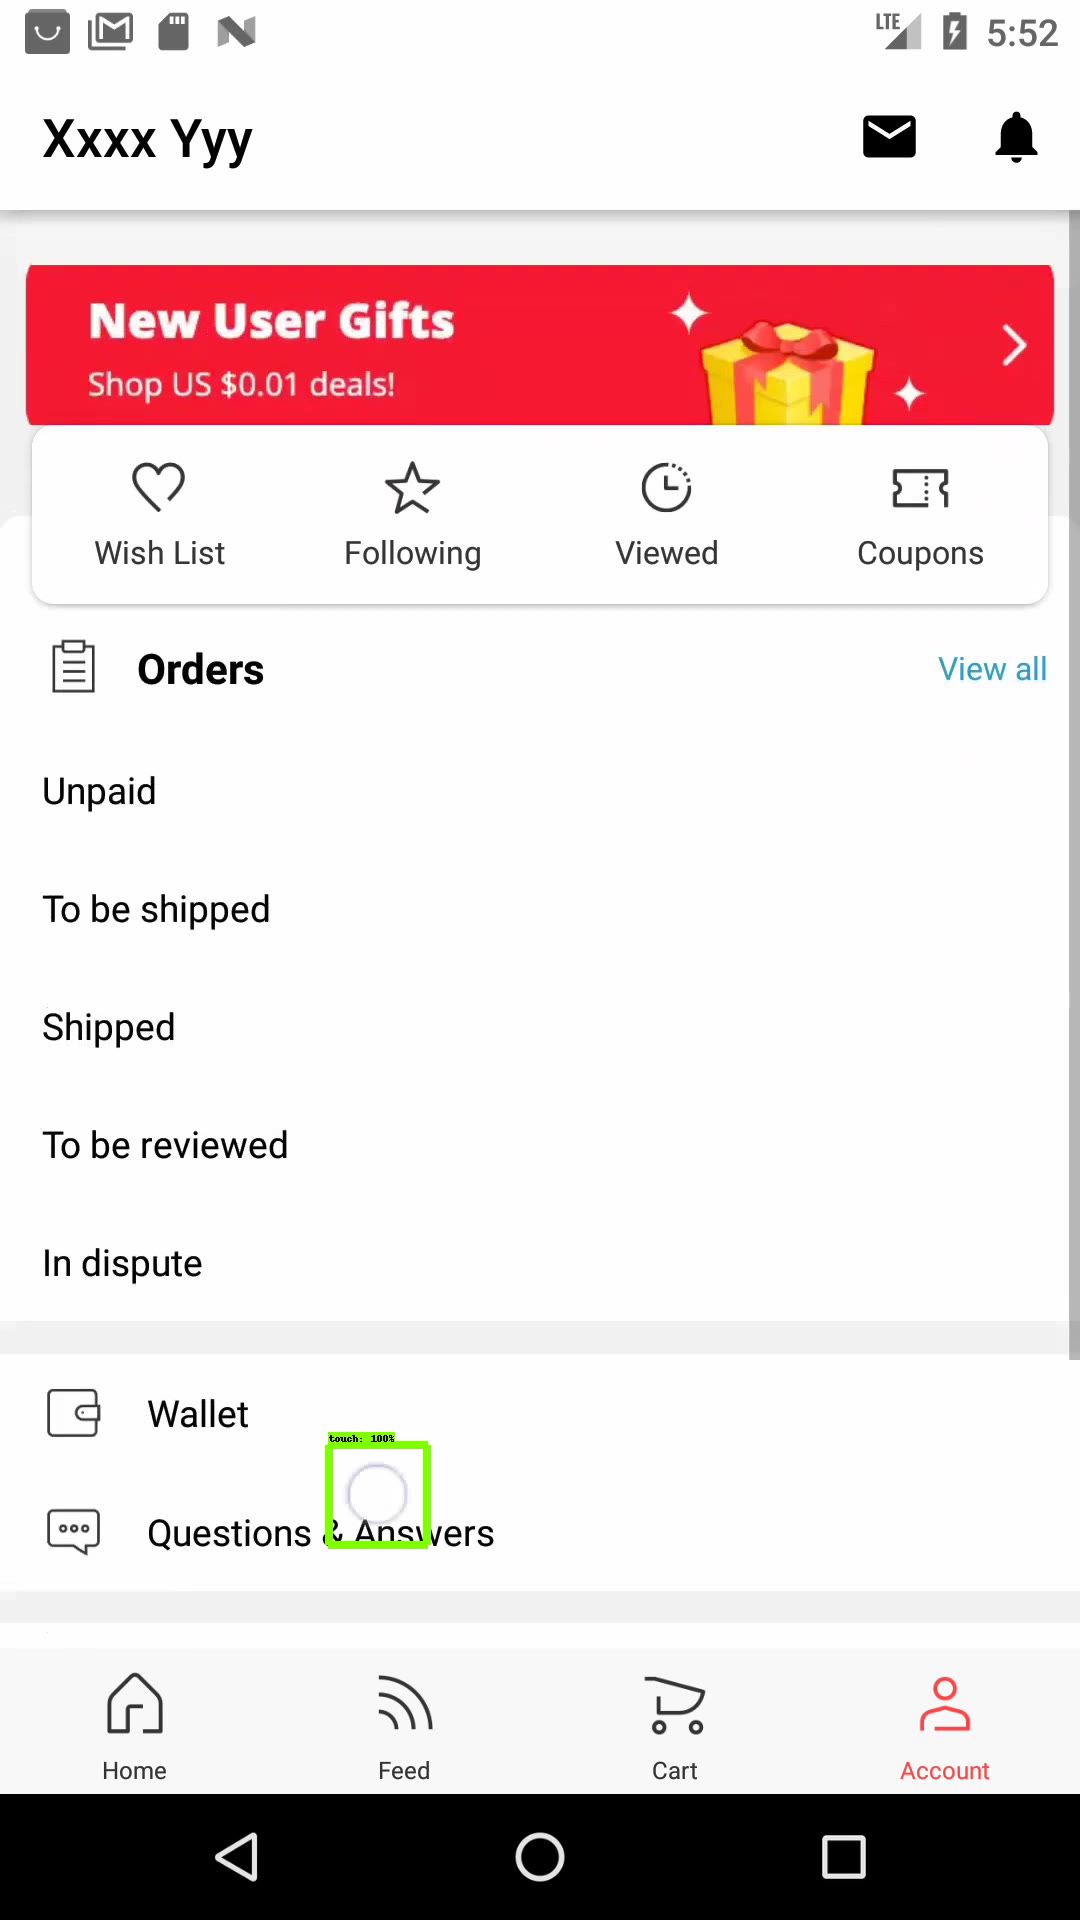 LTE 5:52
Xxxx Yyy
New User Gifts
Shop US $0.01 deals!
Wish List Following Viewed Coupons
Orders View all
Unpaid
To be shipped
Shipped
To be reviewed
In dispute
Wallet
touch: 100%
Questions & Answers
Home Feed Cart Account